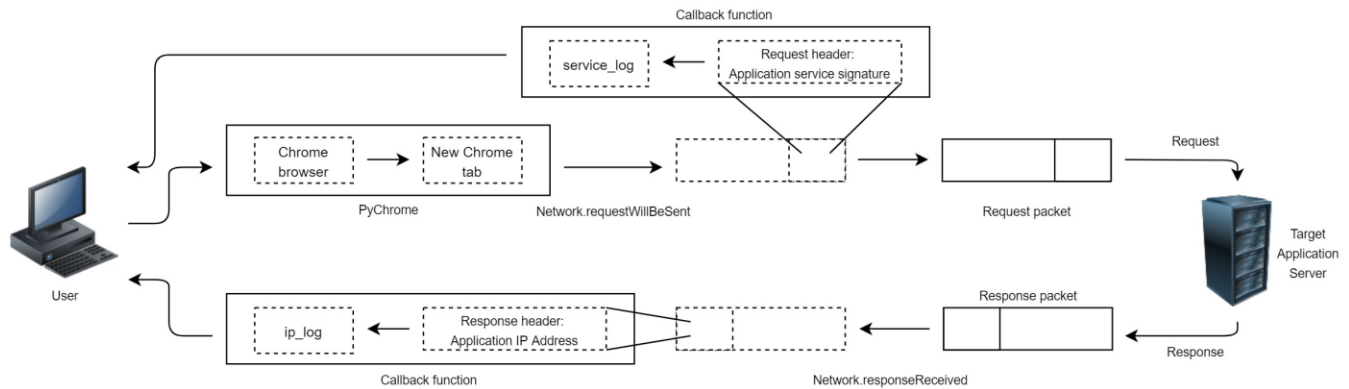 Callback function
service_log
Request header:
Application service signature
Chrome
browser
New Chrome
tab
PyChrome
Network.requestWillBeSent
Request packet
Request
User
Target
Application
Server
ip_log
Response header:
Application IP Address
Callback function
Network.responseReceived
Response packet
Response